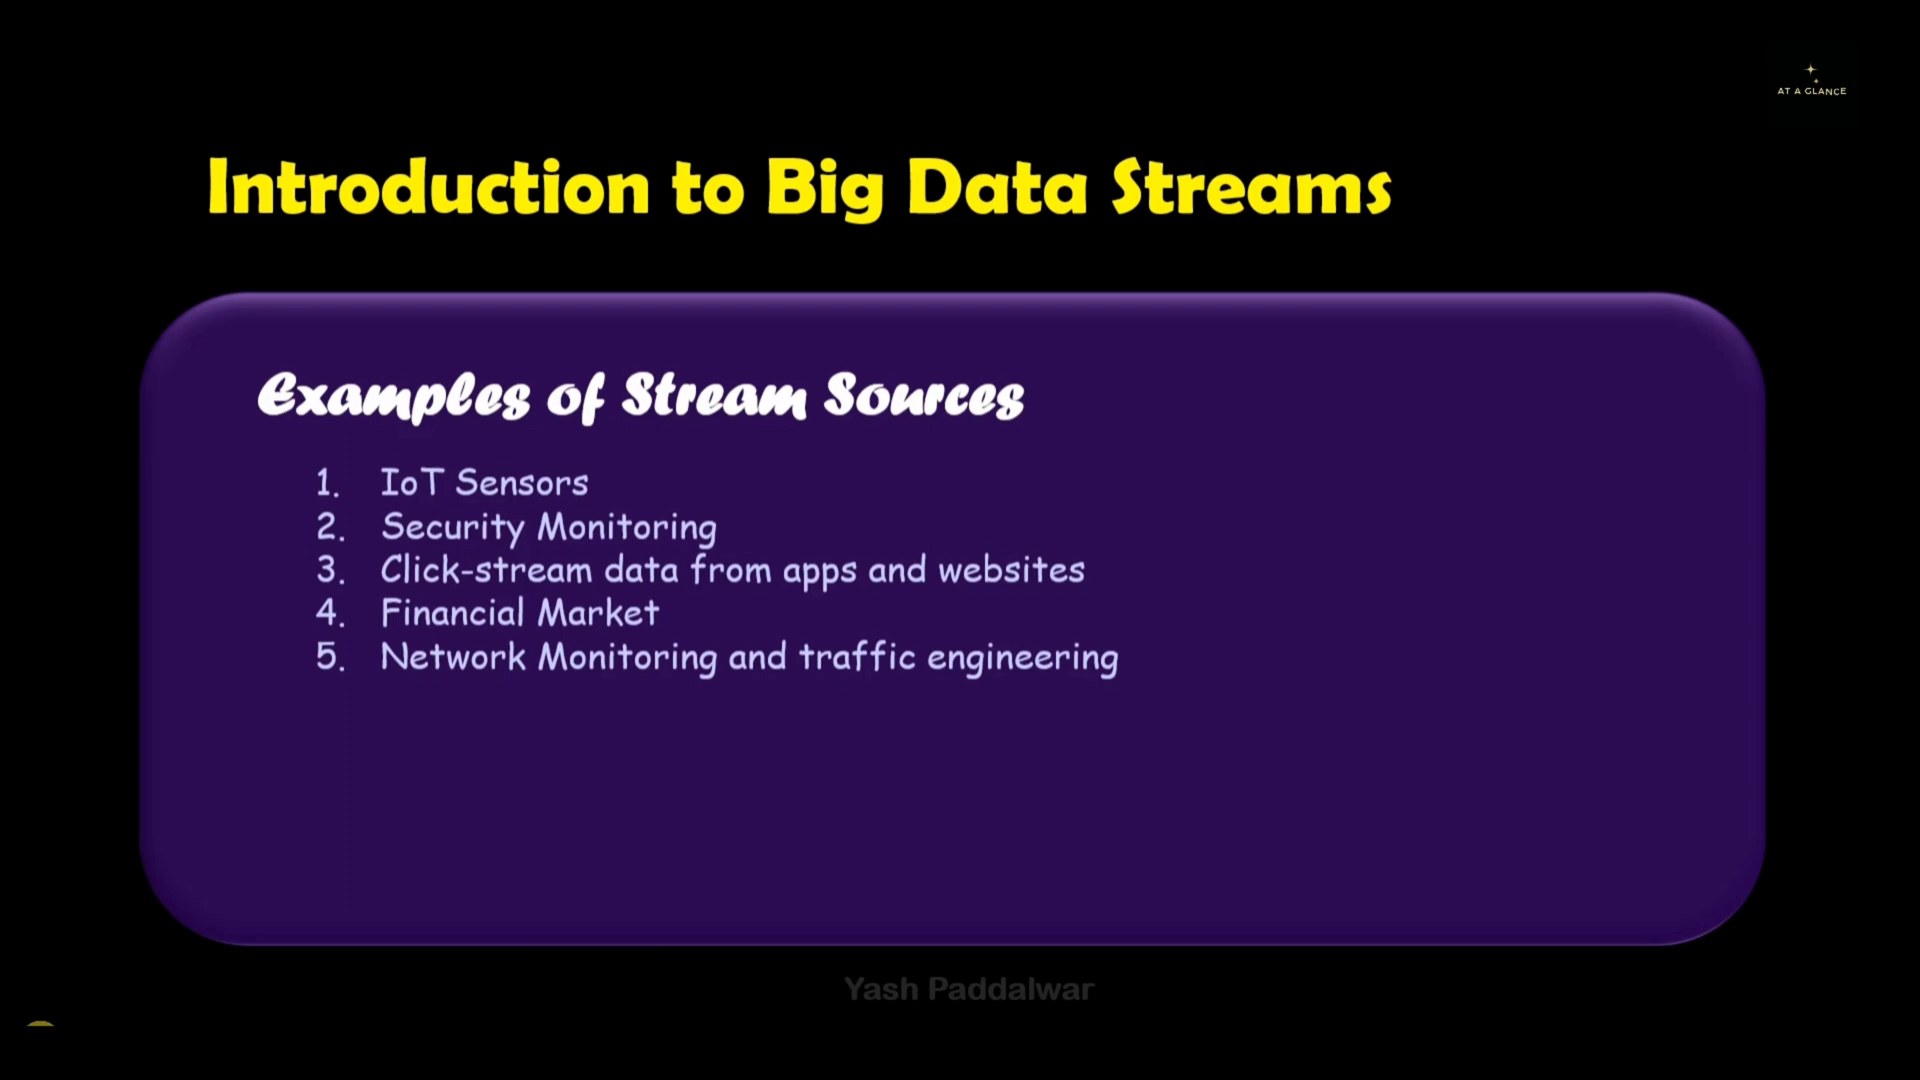 AT A GLANCE
Introduction to Big Data Streams
Examples of Stream Sources
1. IoT Sensors
2. Security Monitoring
3. Click-stream data from apps and websites
4. Financial Market
5. Network Monitoring and traffic engineering
Yash Paddalwar